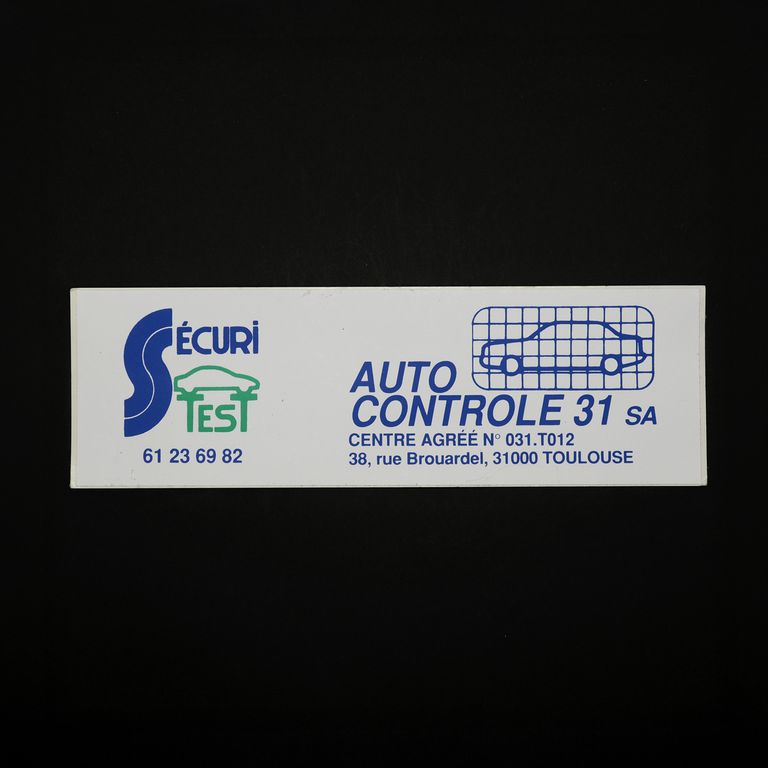 SÉCURI
TEST
61 23 69 82
AUTO
CONTROLE 31 SA
CENTRE AGRÉÉ N° 031.T012
38, rue Brouardel, 31000 TOULOUSE